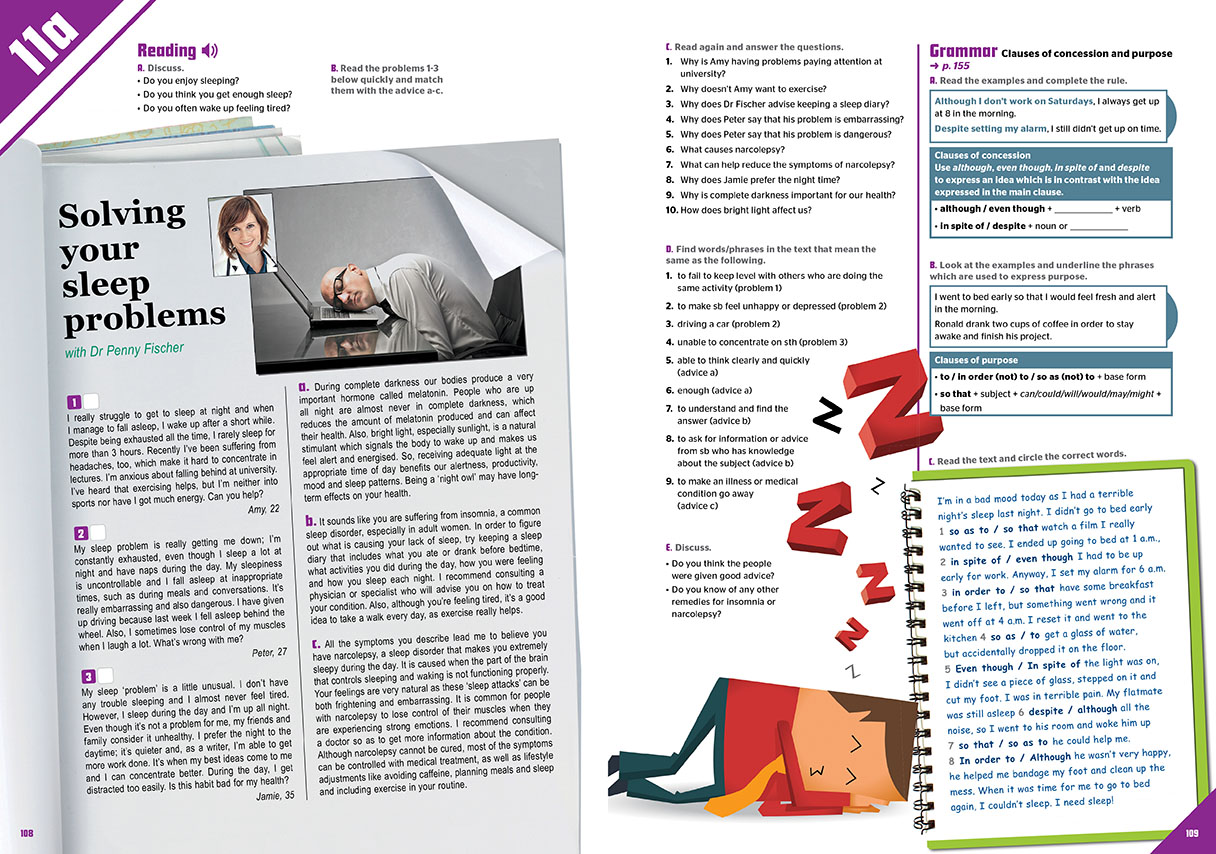 11a
Reading
A. Discuss.
• Do you enjoy sleeping?
• Do you think you get enough sleep?
• Do you often wake up feeling tired?
B. Read the problems 1-3
below quickly and match
them with the advice a-c.
Solving
your
sleep
problems
with Dr Penny Fischer
1
I really struggle to get to sleep at night and when
I manage to fall asleep, I wake up after a short while.
Despite being exhausted all the time, I rarely sleep for
more than 3 hours. Recently I've been suffering from
headaches, too, which make it hard to concentrate in
lectures. I'm anxious about falling behind at university.
I've heard that exercising helps, but I'm neither into
sports nor have I got much energy. Can you help?
Amy, 22
2
My sleep problem is really getting me down; I'm
constantly exhausted, even though I sleep a lot at
night and have naps during the day. My sleepiness
is uncontrollable and I fall asleep at inappropriate
times, such as during meals and conversations. It's
really embarrassing and also dangerous. I have given
up driving because last week I fell asleep behind the
wheel. Also, I sometimes lose control of my muscles
when I laugh a lot. What's wrong with me?
Peter, 27
3
My sleep 'problem' is a little unusual. I don't have
any trouble sleeping and I almost never feel tired.
However, I sleep during the day and I'm up all night.
Even though it's not a problem for me, my friends and
family consider it unhealthy. I prefer the night to the
daytime; it's quieter and, as a writer, I'm able to get
more work done. It's when my best ideas come to me
and I can concentrate better. During the day, I get
distracted too easily. Is this habit bad for my health?
Jamie, 35
a. During complete darkness our bodies produce a very
important hormone called melatonin. People who are up
all night are almost never in complete darkness, which
reduces the amount of melatonin produced and can affect
their health. Also, bright light, especially sunlight, is a natural
stimulant which signals the body to wake up and makes us
feel alert and energised. So, receiving adequate light at the
appropriate time of day benefits our alertness, productivity,
mood and sleep patterns. Being a 'night owl' may have long-
term effects on your health.
b. It sounds like you are suffering from insomnia, a common
sleep disorder, especially in adult women. In order to figure
out what is causing your lack of sleep, try keeping a sleep
diary that includes what you ate or drank before bedtime,
what activities you did during the day, how you were feeling
and how you sleep each night. I recommend consulting a
physician or specialist who will advise you on how to treat
your condition. Also, although you're feeling tired, it's a good
idea to take a walk every day, as exercise really helps.
c. All the symptoms you describe lead me to believe you
have narcolepsy, a sleep disorder that makes you extremely
sleepy during the day. It is caused when the part of the brain
that controls sleeping and waking is not functioning properly.
Your feelings are very natural as these 'sleep attacks' can be
both frightening and embarrassing. It is common for people
with narcolepsy to lose control of their muscles when they
are experiencing strong emotions. I recommend consulting
a doctor so as to get more information about the condition.
Although narcolepsy cannot be cured, most of the symptoms
can be controlled with medical treatment, as well as lifestyle
adjustments like avoiding caffeine, planning meals and sleep
and including exercise in your routine.
108
C. Read again and answer the questions.
1. Why is Amy having problems paying attention at
university?
2. Why doesn't Amy want to exercise?
3. Why does Dr Fischer advise keeping a sleep diary?
4. Why does Peter say that his problem is embarrassing?
5. Why does Peter say that his problem is dangerous?
6. What causes narcolepsy?
7. What can help reduce the symptoms of narcolepsy?
8. Why does Jamie prefer the night time?
9. Why is complete darkness important for our health?
10. How does bright light affect us?
D. Find words/phrases in the text that mean the
same as the following.
1. to fail to keep level with others who are doing the
same activity (problem 1)
2. to make sb feel unhappy or depressed (problem 2)
3. driving a car (problem 2)
4. unable to concentrate on sth (problem 3)
5. able to think clearly and quickly
(advice a)
6. enough (advice a)
7. to understand and find the
answer (advice b)
8. to ask for information or advice
from sb who has knowledge
about the subject (advice b)
9. to make an illness or medical
condition go away
(advice c)
E. Discuss.
• Do you think the people
were given good advice?
• Do you know of any other
remedies for insomnia or
narcolepsy?
Z
Z
Z
Z
Z
Z
Z
Grammar Clauses of concession and purpose
→ p. 155
A. Read the examples and complete the rule.
Although I don't work on Saturdays, I always get up
at 8 in the morning.
Despite setting my alarm, I still didn't get up on time.
Clauses of concession
Use although, even though, in spite of and despite
to express an idea which is in contrast with the idea
expressed in the main clause.
• although / even though + ____________ + verb
• in spite of / despite + noun or ____________
B. Look at the examples and underline the phrases
which are used to express purpose.
I went to bed early so that I would feel fresh and alert
in the morning.
Ronald drank two cups of coffee in order to stay
awake and finish his project.
Clauses of purpose
• to / in order (not) to / so as (not) to + base form
• so that + subject + can/could/will/would/may/might +
base form
C. Read the text and circle the correct words.
I'm in a bad mood today as I had a terrible
night's sleep last night. I didn't go to bed early
1 so as to / so that watch a film I really
wanted to see. I ended up going to bed at 1 a.m.,
2 in spite of / even though I had to be up
early for work. Anyway, I set my alarm for 6 a.m.
3 in order to / so that have some breakfast
before I left, but something went wrong and it
went off at 4 a.m. I reset it and went to the
kitchen 4 so as / to get a glass of water,
but accidentally dropped it on the floor.
5 Even though / In spite of the light was on,
I didn't see a piece of glass, stepped on it and
cut my foot. I was in terrible pain. My flatmate
was still asleep 6 despite / although all the
noise, so I went to his room and woke him up
7 so that / so as to he could help me.
8 In order to / Although he wasn't very happy,
he helped me bandage my foot and clean up the
mess. When it was time for me to go to bed
again, I couldn't sleep. I need sleep!
109